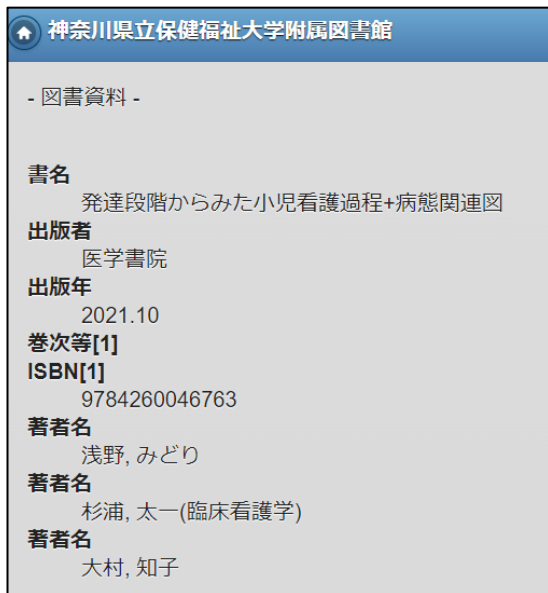 神奈川県立保健福祉大学附属図書館
- 図書資料 -
書名
発達段階からみた小児看護過程+病態関連図
出版者
医学書院
出版年
2021.10
巻次等[1]
ISBN[1]
9784260046763
著者名
浅野, みどり
著者名
杉浦, 太一(臨床看護学)
著者名
大村, 知子